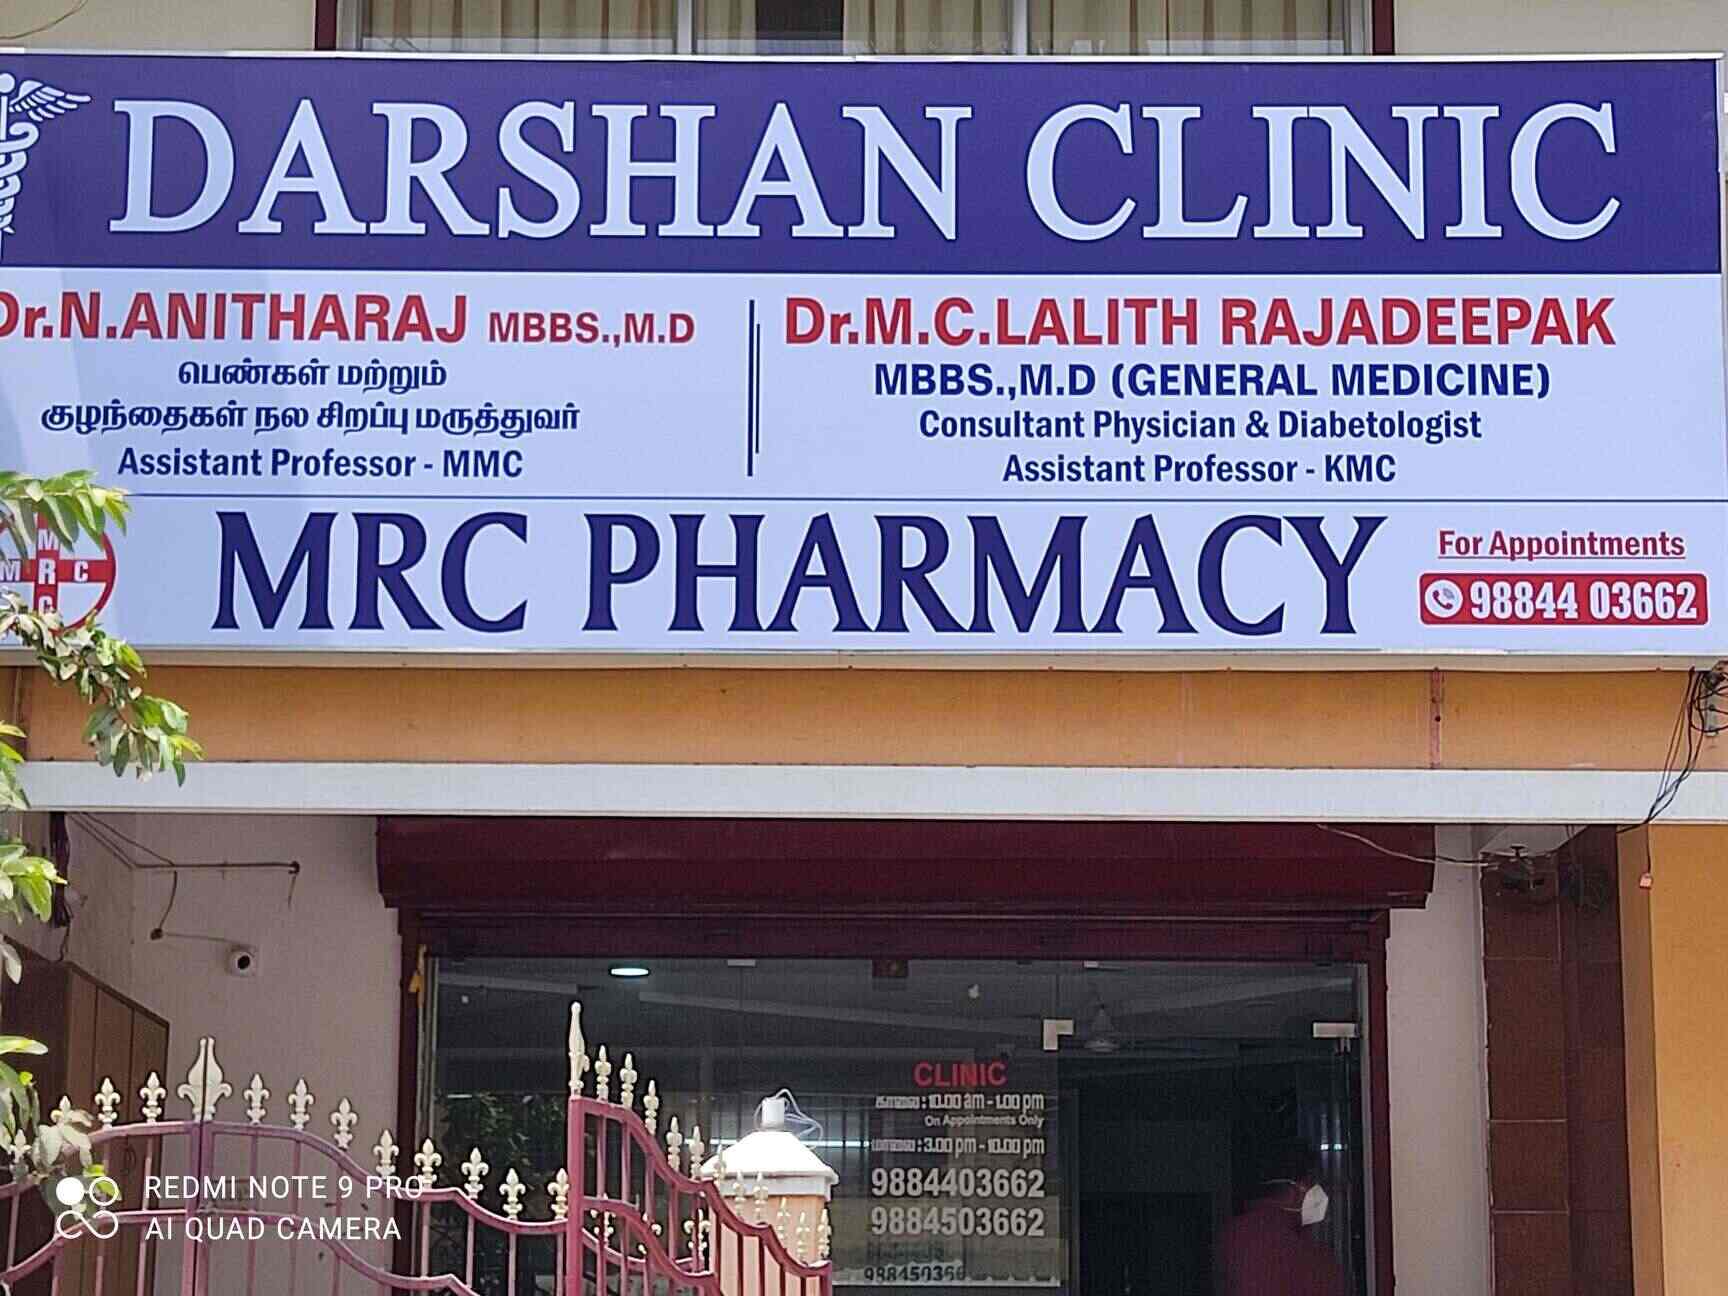 DARSHAN CLINIC
Dr.N.ANITHARAJ MBBS.,M.D
பெண்கள் மற்றும்
குழந்தைகள் நல சிறப்பு மருத்துவர்
Assistant Professor - MMC
Dr.M.C.LALITH RAJADEEPAK
MBBS.,M.D (GENERAL MEDICINE)
Consultant Physician & Diabetologist
Assistant Professor - KMC
M
M R C
C
MRC PHARMACY
For Appointments
98844 03662
CLINIC
காலை : 10.00 am - 1.00 pm
On Appointments Only
மாலை : 3.00 pm - 10.00 pm
9884403662
9884503662
988450366
REDMI NOTE 9 PRO
AI QUAD CAMERA